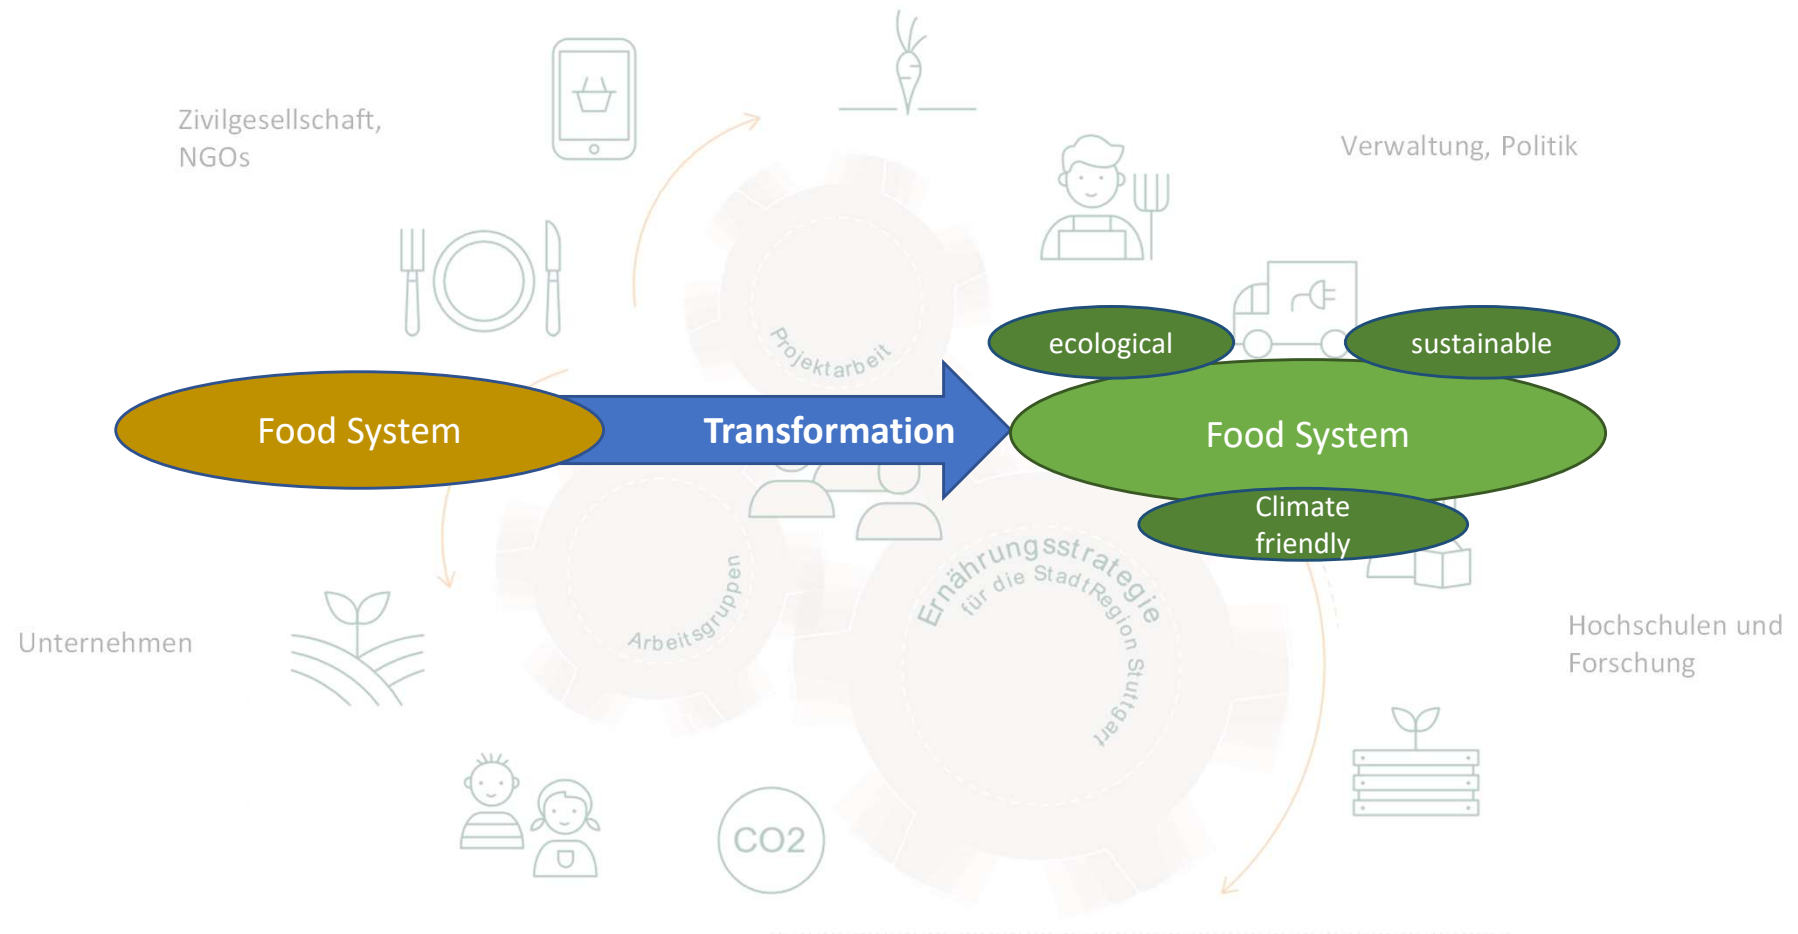 Zivilgesellschaft,
NGOs
Verwaltung, Politik
Projektarbeit
ecological
sustainable
Food System
Transformation
Food System
Climate
friendly
Arbeitsgruppen
Ernährungsstrategie
für die StadtRegion Stuttgart
Unternehmen
Hochschulen und
Forschung
CO2